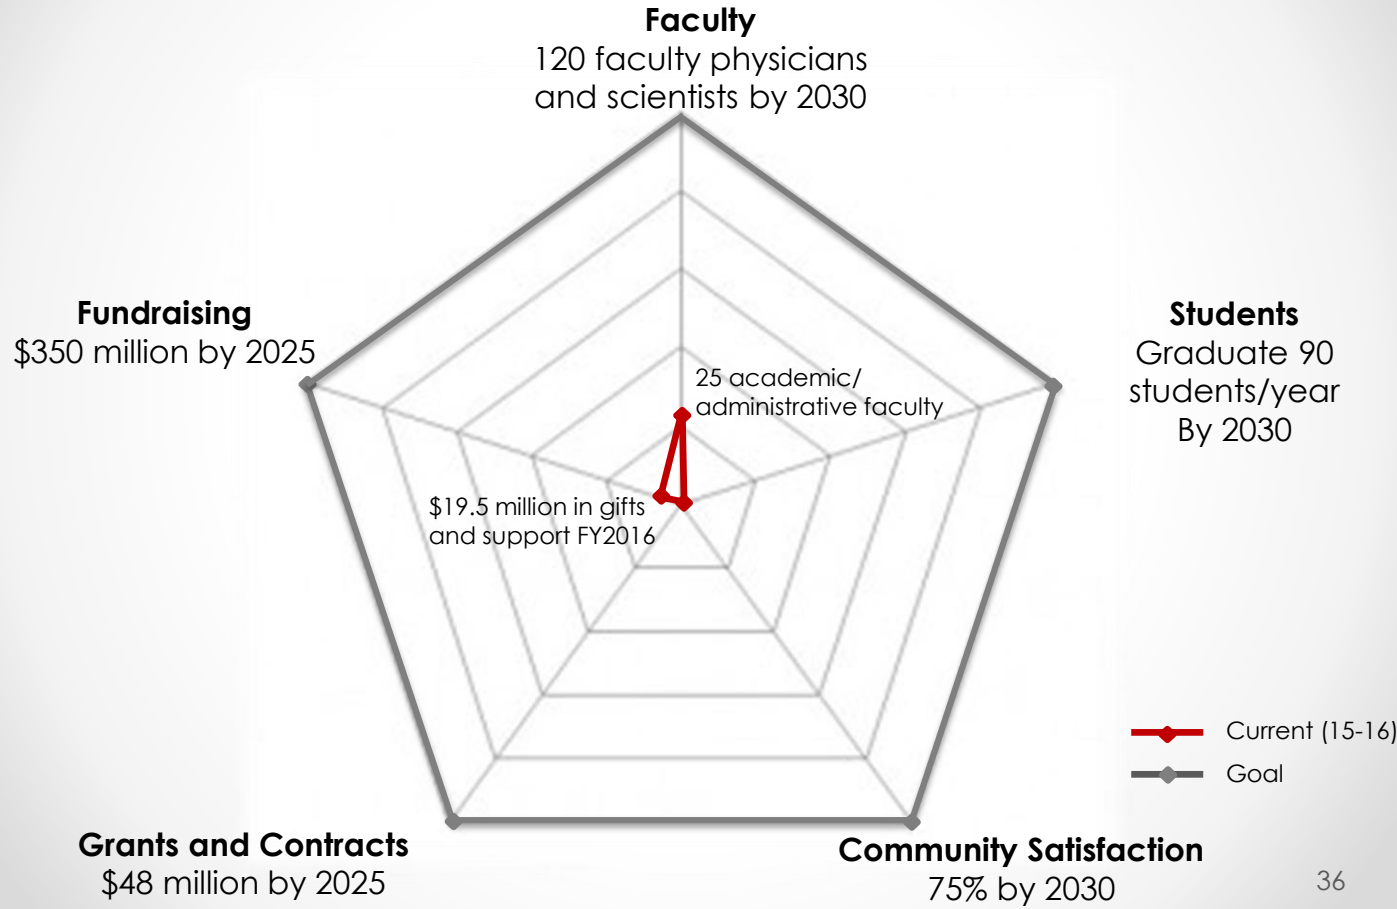 Faculty
120 faculty physicians
and scientists by 2030
Fundraising
$350 million by 2025
Students
Graduate 90
students/year
By 2030
25 academic/
administrative faculty
$19.5 million in gifts
and support FY2016
Current (15-16)
Goal
Grants and Contracts
$48 million by 2025
Community Satisfaction
75% by 2030
36